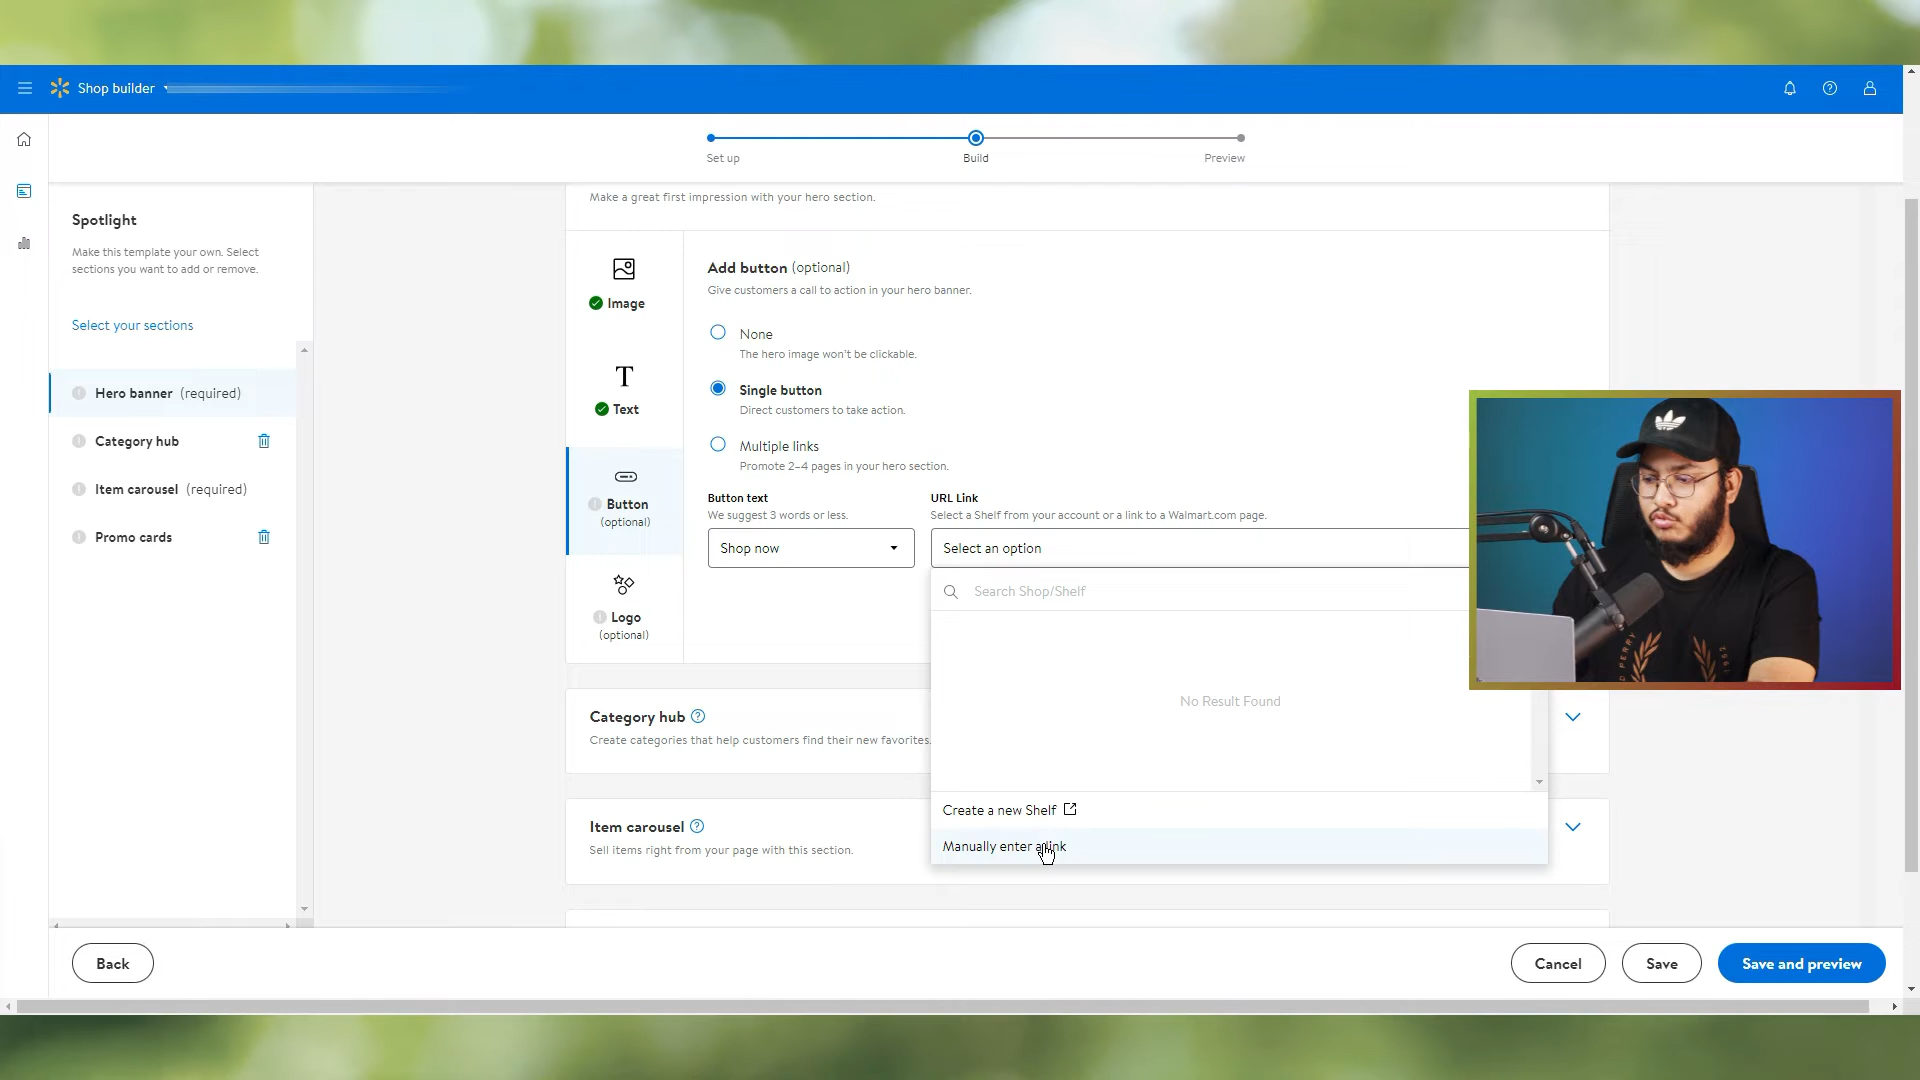 Shop builder
Set up
Build
Preview
Spotlight
Make this template your own. Select
sections you want to add or remove.
Select your sections
Hero banner (required)
Category hub
Item carousel (required)
Promo cards
Make a great first impression with your hero section.
Image
Text
Button
(optional)
Logo
(optional)
Add button (optional)
Give customers a call to action in your hero banner.
None
The hero image won't be clickable.
Single button
Direct customers to take action.
Multiple links
Promote 2-4 pages in your hero section.
Button text
We suggest 3 words or less.
Shop now
URL Link
Select a Shelf from your account or a link to a Walmart.com page.
Select an option
Search Shop/Shelf
No Result Found
Create a new Shelf
Manually enter a link
Category hub
Create categories that help customers find their new favorites.
Item carousel
Sell items right from your page with this section.
Back
Cancel
Save
Save and preview